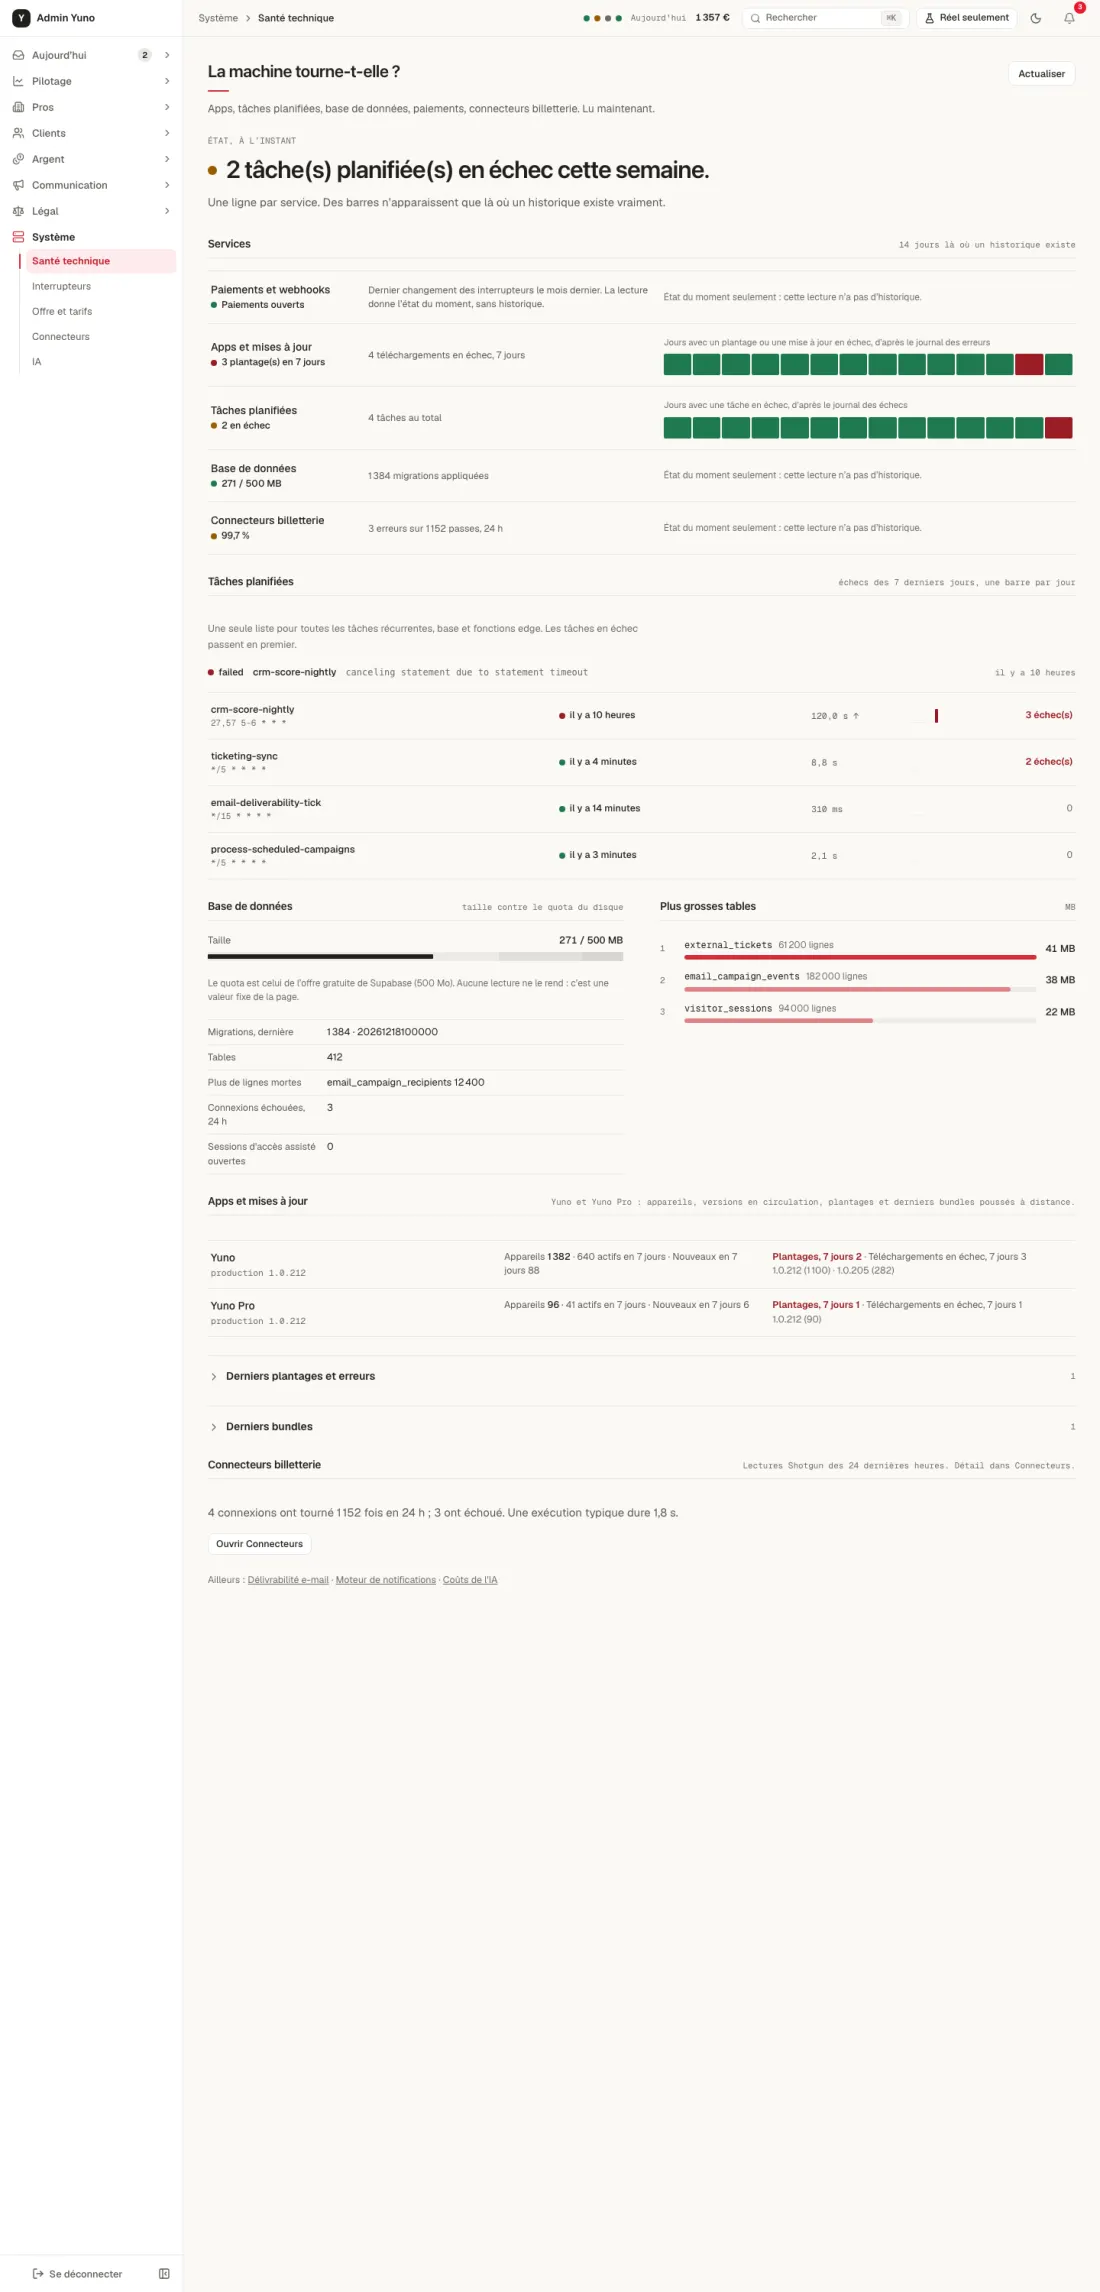 Y Admin Yuno
Système > Santé technique
Aujourd'hui 1 357 €
Rechercher ⌘K
Réel seulement
3
Aujourd'hui 2
Pilotage
Pros
Clients
Argent
Communication
Légal
Système
Santé technique
Interrupteurs
Offre et tarifs
Connecteurs
IA
La machine tourne-t-elle ?
Actualiser
Apps, tâches planifiées, base de données, paiements, connecteurs billetterie. Lu maintenant.
ÉTAT, À L'INSTANT
2 tâche(s) planifiée(s) en échec cette semaine.
Une ligne par service. Des barres n'apparaissent que là où un historique existe vraiment.
Services
14 jours là où un historique existe
Paiements et webhooks
Paiements ouverts
Dernier changement des interrupteurs le mois dernier. La lecture
donne l'état du moment, sans historique.
État du moment seulement : cette lecture n'a pas d'historique.
Apps et mises à jour
3 plantage(s) en 7 jours
4 téléchargements en échec, 7 jours
Jours avec un plantage ou une mise à jour en échec, d'après le journal des erreurs
Tâches planifiées
2 en échec
4 tâches au total
Jours avec une tâche en échec, d'après le journal des échecs
Base de données
271 / 500 MB
1 384 migrations appliquées
État du moment seulement : cette lecture n'a pas d'historique.
Connecteurs billetterie
99,7 %
3 erreurs sur 1 152 passes, 24 h
État du moment seulement : cette lecture n'a pas d'historique.
Tâches planifiées
échecs des 7 derniers jours, une barre par jour
Une seule liste pour toutes les tâches récurrentes, base et fonctions edge. Les tâches en échec
passent en premier.
failed crm-score-nightly canceling statement due to statement timeout
il y a 10 heures
crm-score-nightly
27,57 5-6 * * *
il y a 10 heures
120,0 s ↑
3 échec(s)
ticketing-sync
*/5 * * * *
il y a 4 minutes
8,8 s
2 échec(s)
email-deliverability-tick
*/15 * * * *
il y a 14 minutes
310 ms
0
process-scheduled-campaigns
*/5 * * * *
il y a 3 minutes
2,1 s
0
Base de données
taille contre le quota du disque
Taille
271 / 500 MB
Le quota est celui de l'offre gratuite de Supabase (500 Mo). Aucune lecture ne le rend : c'est une
valeur fixe de la page.
Migrations, dernière
1 384 · 20261218100000
Tables
412
Plus de lignes mortes
email_campaign_recipients 12 400
Connexions échouées,
24 h
3
Sessions d'accès assisté
ouvertes
0
Plus grosses tables
MB
1 external_tickets 61 200 lignes 41 MB
2 email_campaign_events 182 000 lignes 38 MB
3 visitor_sessions 94 000 lignes 22 MB
Apps et mises à jour
Yuno et Yuno Pro : appareils, versions en circulation, plantages et derniers bundles poussés à distance.
Yuno
production 1.0.212
Appareils 1 382 · 640 actifs en 7 jours · Nouveaux en 7
jours 88
Plantages, 7 jours 2 · Téléchargements en échec, 7 jours 3
1.0.212 (1 100) · 1.0.205 (282)
Yuno Pro
production 1.0.212
Appareils 96 · 41 actifs en 7 jours · Nouveaux en 7 jours 6
Plantages, 7 jours 1 · Téléchargements en échec, 7 jours 1
1.0.212 (90)
Derniers plantages et erreurs
1
Derniers bundles
1
Connecteurs billetterie
Lectures Shotgun des 24 dernières heures. Détail dans Connecteurs.
4 connexions ont tourné 1 152 fois en 24 h ; 3 ont échoué. Une exécution typique dure 1,8 s.
Ouvrir Connecteurs
Ailleurs : Délivrabilité e-mail · Moteur de notifications · Coûts de l'IA
Se déconnecter